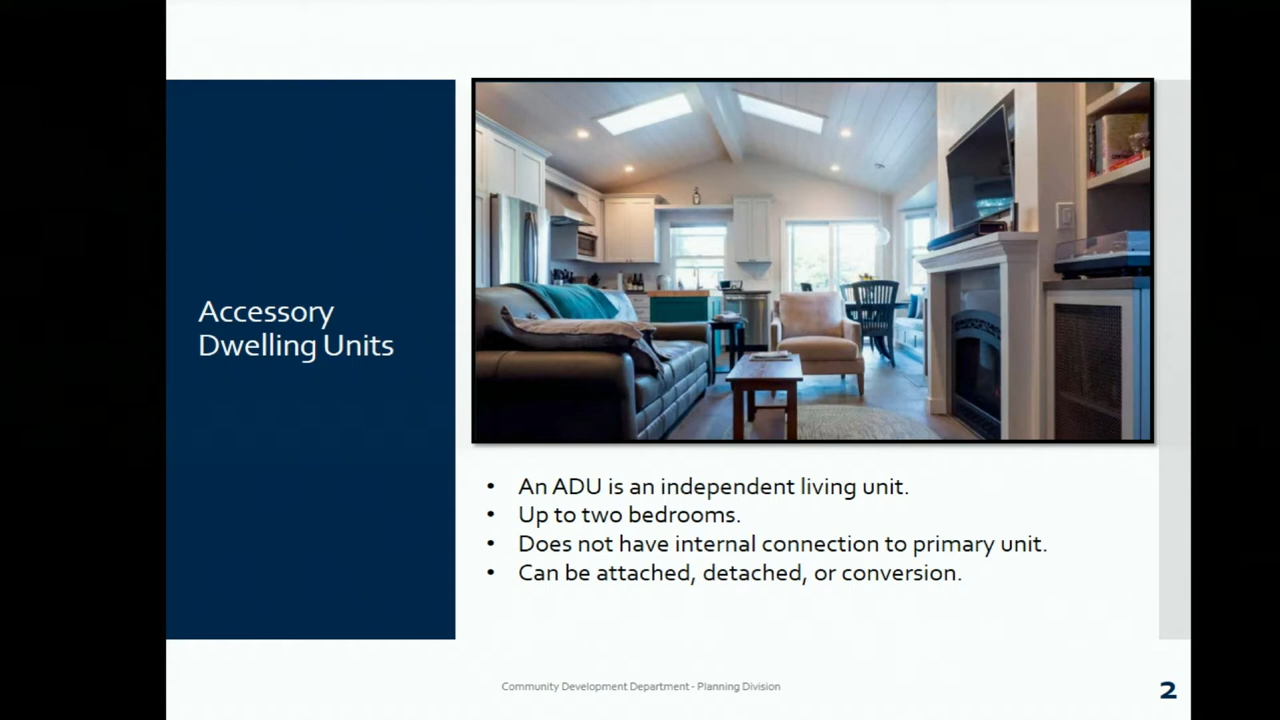 Accessory
Dwelling Units
• An ADU is an independent living unit.
• Up to two bedrooms.
• Does not have internal connection to primary unit.
• Can be attached, detached, or conversion.
Community Development Department - Planning Division
2